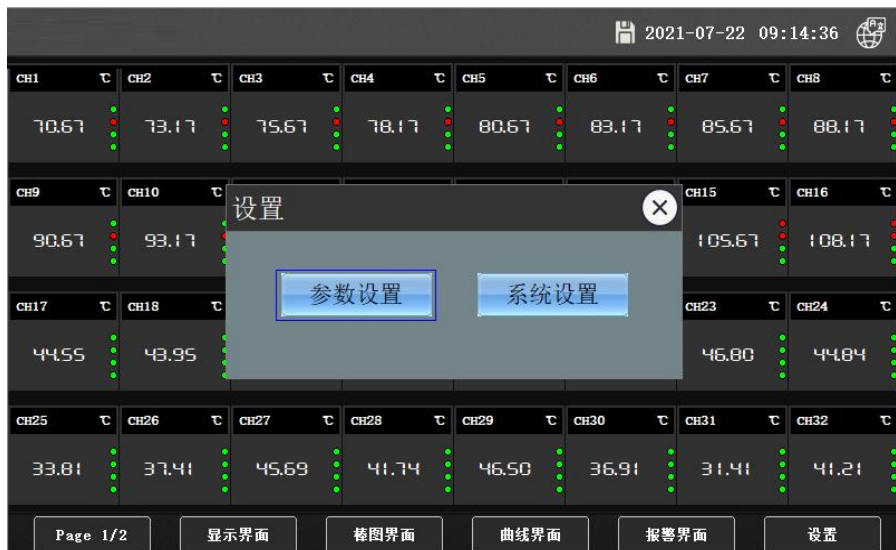 2021-07-22 09:14:36
CH1 ℃ CH2 ℃ CH3 ℃ CH4 ℃ CH5 ℃ CH6 ℃ CH7 ℃ CH8 ℃
70.67 73.17 75.67 78.17 80.67 83.17 85.67 88.17
CH9 ℃ CH10 ℃ CH15 ℃ CH16 ℃
设置
90.67 93.17 105.67 108.17
参数设置 系统设置
CH17 ℃ CH18 ℃ CH23 ℃ CH24 ℃
44.55 43.95 46.80 44.84
CH25 ℃ CH26 ℃ CH27 ℃ CH28 ℃ CH29 ℃ CH30 ℃ CH31 ℃ CH32 ℃
33.81 37.41 45.69 41.74 46.50 36.91 31.41 41.21
Page 1/2 显示界面 棒图界面 曲线界面 报警界面 设置